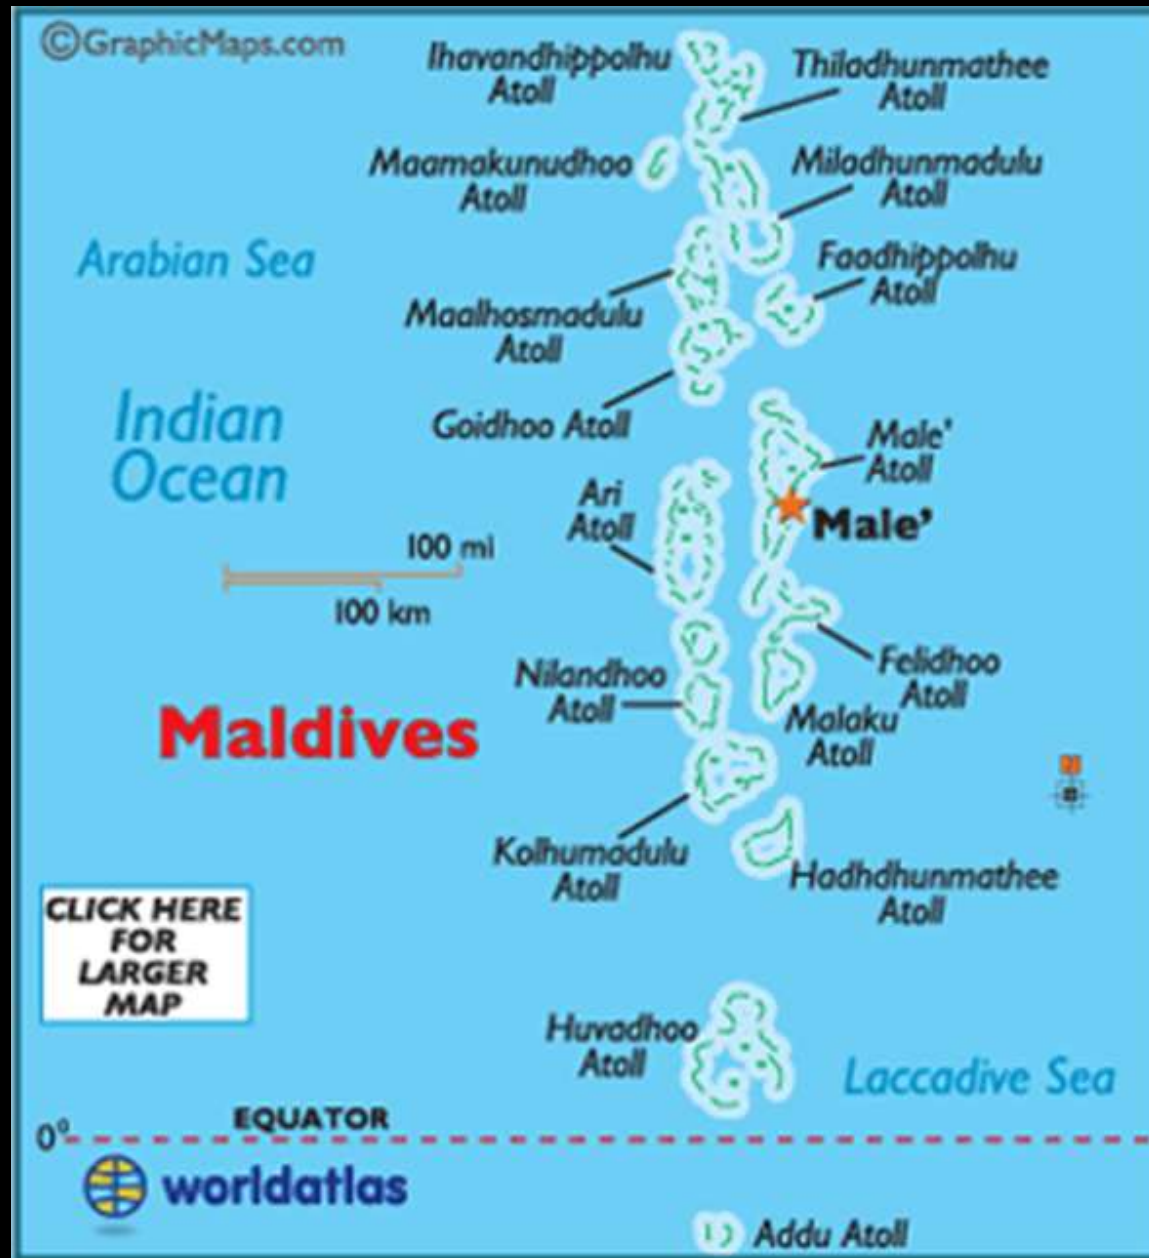 ©GraphicMaps.com
Ihavandhippolhu
Atoll
Thiladhunmathee
Atoll
Maamakunudhoo
Atoll
Miladhunmadulu
Atoll
Arabian Sea
Faadhippolhu
Atoll
Maalhosmadulu
Atoll
Indian
Ocean
Goidhoo Atoll
Male'
Atoll
Ari
Atoll
Male’
100 mi
100 km
Nilandhoo
Atoll
Felidhoo
Atoll
Maldives
Malaku
Atoll
N
Kolhumadulu
Atoll
Hadhdhunmathee
Atoll
CLICK HERE
FOR
LARGER
MAP
Huvadhoo
Atoll
Laccadive Sea
EQUATOR
0°
worldatlas
Addu Atoll